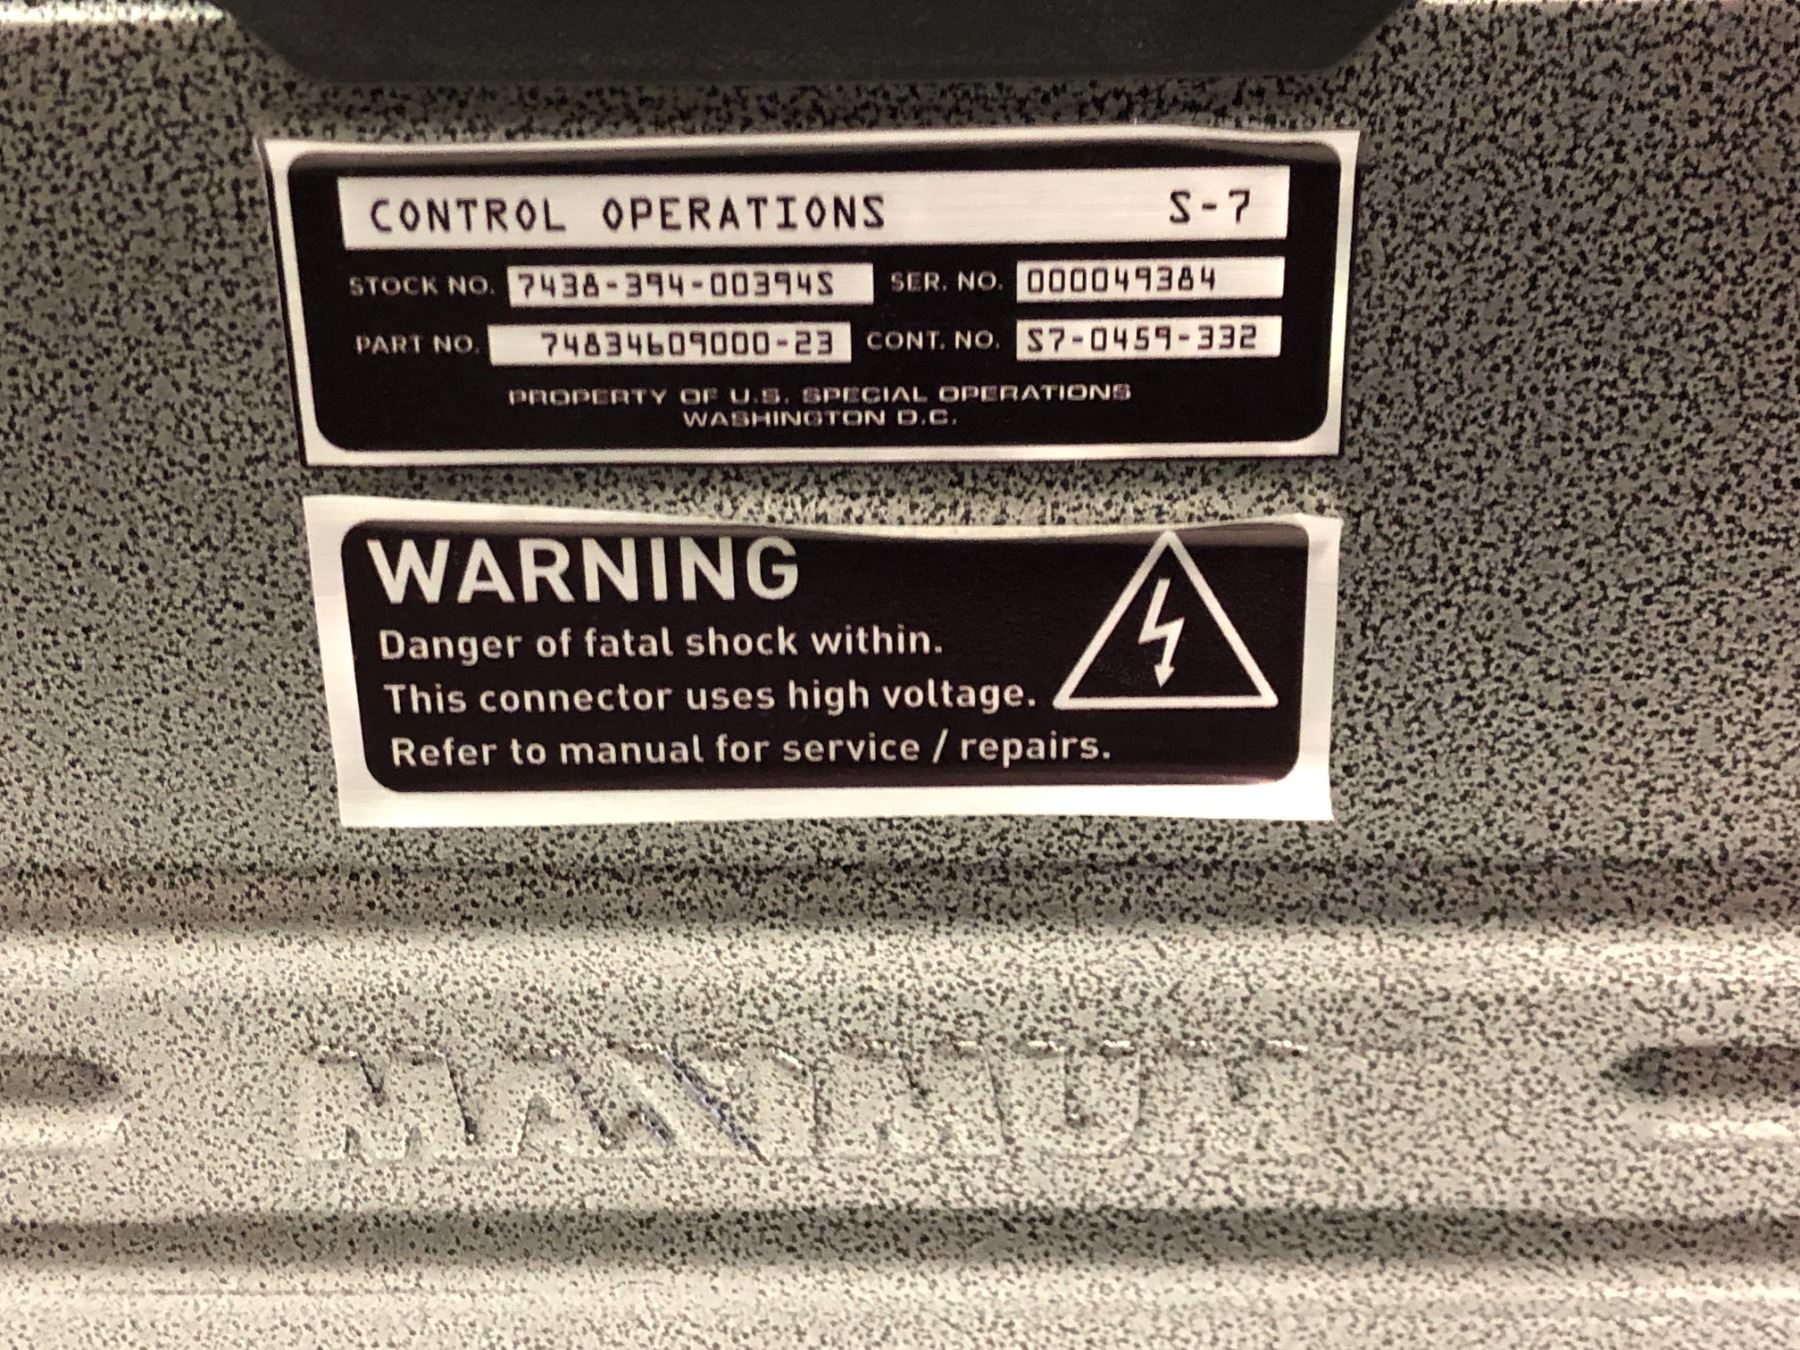 CONTROL OPERATIONS S-7
STOCK NO. 7438-394-00394S SER. NO. 000049384
PART NO. 74834609000-23 CONT. NO. S7-0459-332
PROPERTY OF U.S. SPECIAL OPERATIONS
WASHINGTON D.C.
WARNING
Danger of fatal shock within.
This connector uses high voltage.
Refer to manual for service / repairs.
MAXIMUM